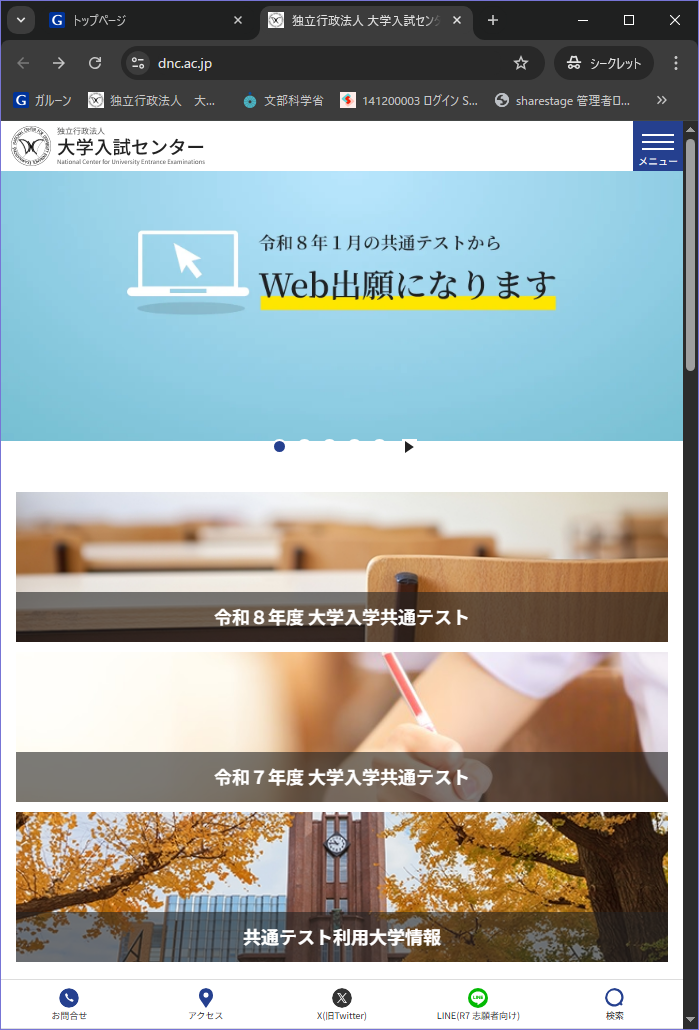 トップページ
独立行政法人 大学入試セン
dnc.ac.jp
シークレット
ガルーン
独立行政法人　大...
文部科学省
141200003 ログイン S...
sharestage 管理者ロ...
独立行政法人
大学入試センター
National Center for University Entrance Examinations
メニュー
令和８年１月の共通テストから
Web出願になります
令和８年度 大学入学共通テスト
令和７年度 大学入学共通テスト
共通テスト利用大学情報
お問合せ
アクセス
X(旧Twitter)
LINE(R7 志願者向け)
検索